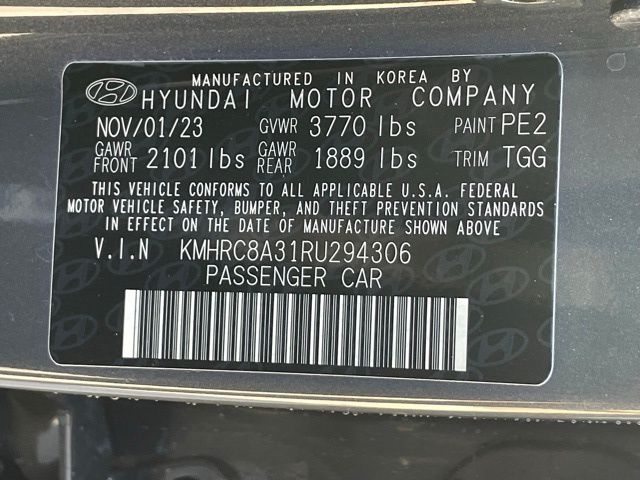 MANUFACTURED IN KOREA BY
HYUNDAI MOTOR COMPANY
NOV/01/23 GVWR 3770 lbs PAINT PE2
GAWR FRONT 2101 lbs GAWR REAR 1889 lbs TRIM TGG
THIS VEHICLE CONFORMS TO ALL APPLICABLE U.S.A. FEDERAL
MOTOR VEHICLE SAFETY, BUMPER, AND THEFT PREVENTION STANDARDS
IN EFFECT ON THE DATE OF MANUFACTURE SHOWN ABOVE
V.I.N KMHRC8A31RU294306
PASSENGER CAR